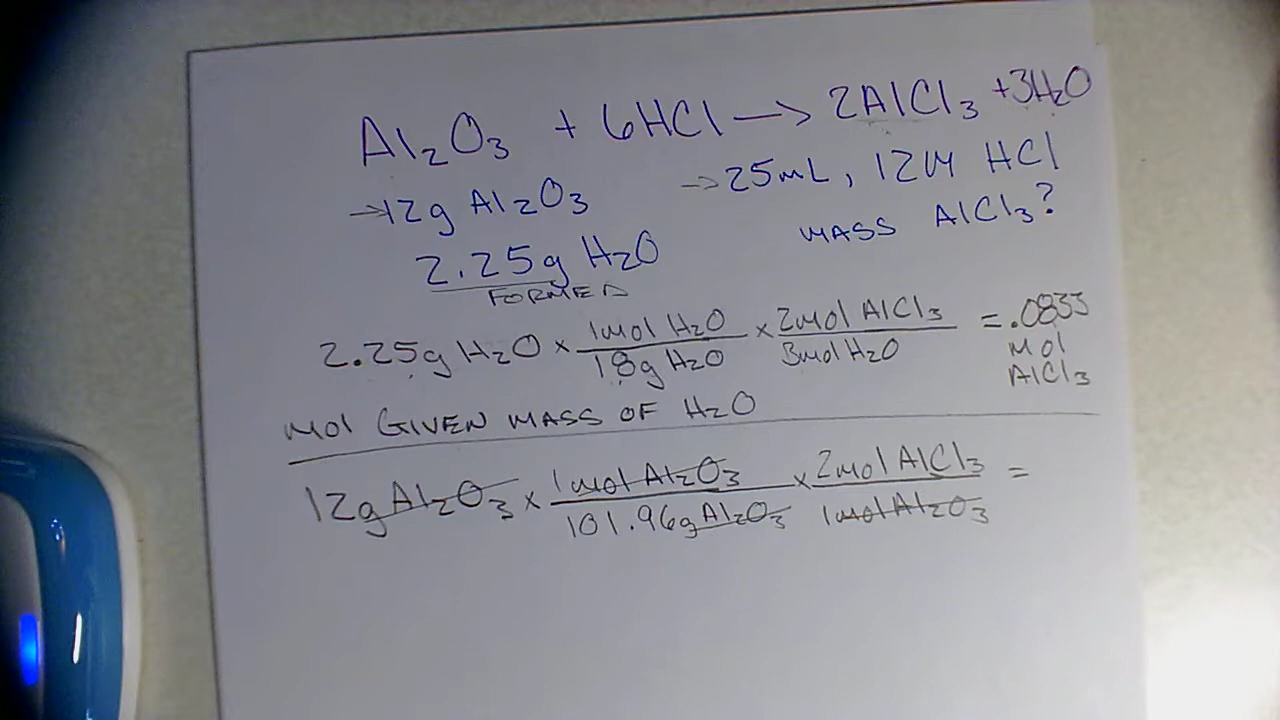 Al₂O₃ + 6HCl → 2AlCl₃ + 3H₂O
→12g Al₂O₃ → 25mL, 12M HCl
2.25g H₂O MASS AlCl₃?
FORMED
2.25g H₂O × 1mol H₂O / 18g H₂O × 2mol AlCl₃ / 3mol H₂O = .0833 mol AlCl₃
mol GIVEN MASS OF H₂O
12g Al₂O₃ × 1mol Al₂O₃ / 101.96g Al₂O₃ × 2mol AlCl₃ / 1mol Al₂O₃ =